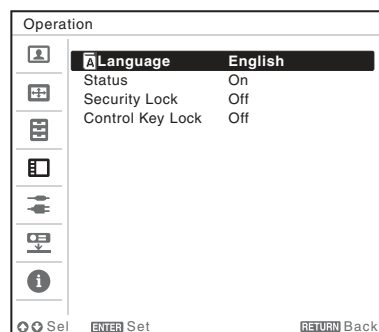 Operation
Language English
Status On
Security Lock Off
Control Key Lock Off
Sel ENTER Set RETURN Back